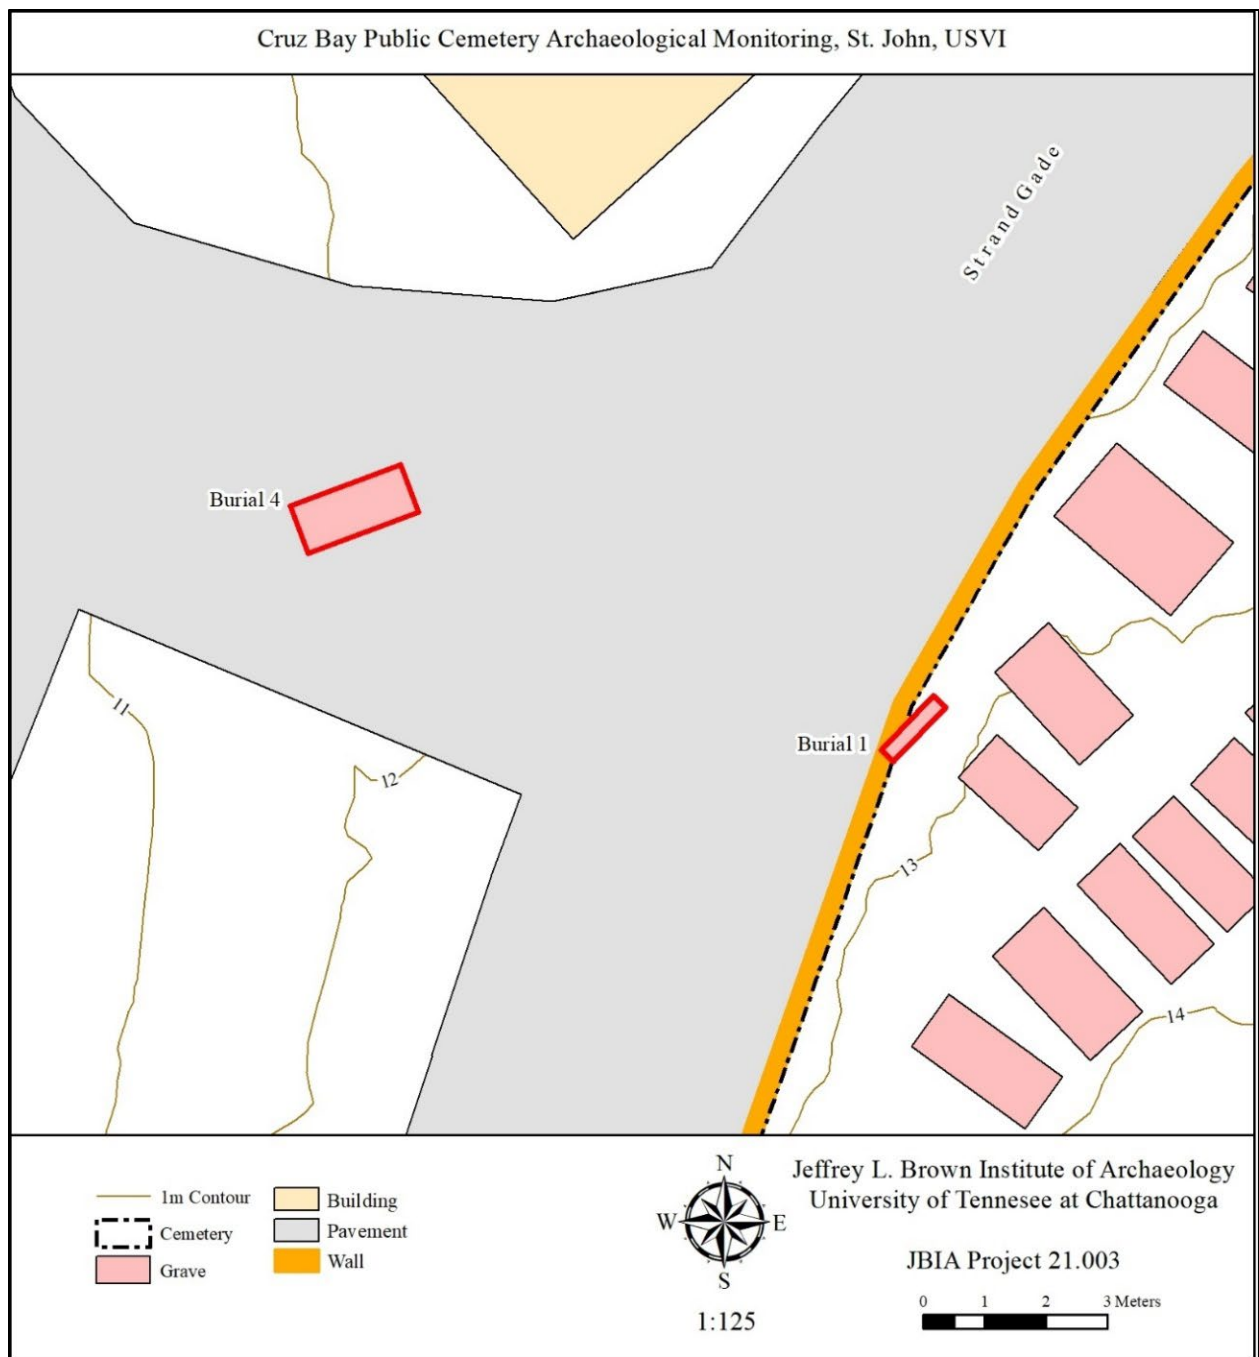 Cruz Bay Public Cemetery Archaeological Monitoring, St. John, USVI
Strand Gade
Burial 4
11
12
Burial 1
13
14
1m Contour
Cemetery
Grave
Building
Pavement
Wall
N
W E
S
1:125
Jeffrey L. Brown Institute of Archaeology
University of Tennesee at Chattanooga
JBIA Project 21.003
0 1 2 3 Meters